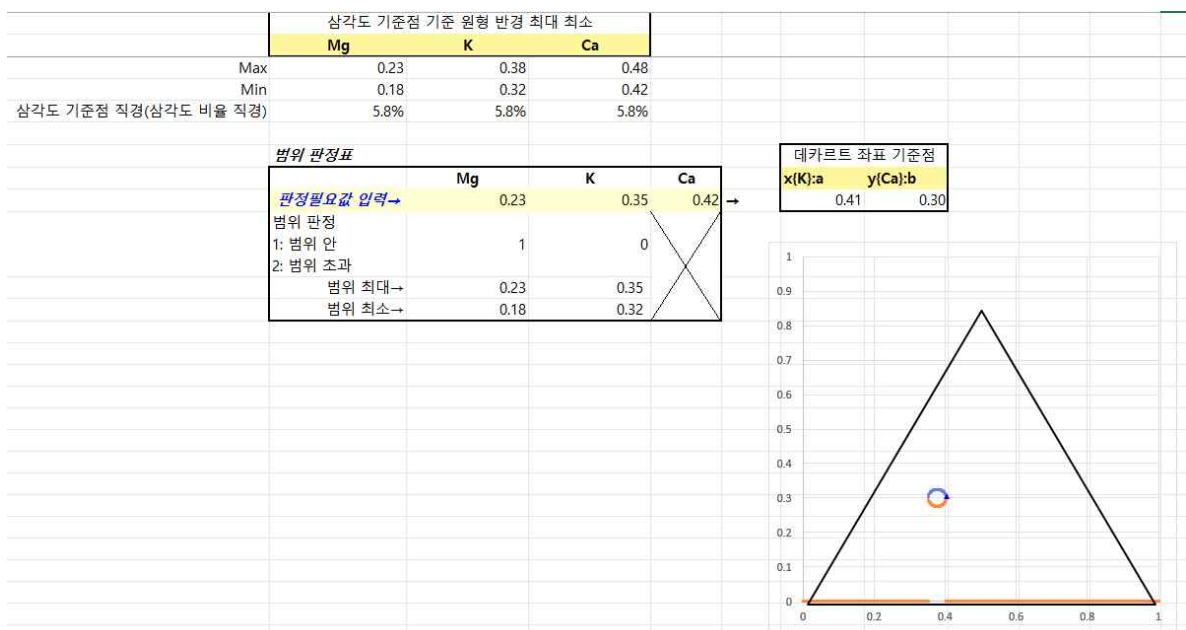 삼각도 기준점 기준 원형 반경 최대 최소
Mg K Ca
Max 0.23 0.38 0.48
Min 0.18 0.32 0.42
삼각도 기준점 직경(삼각도 비율 직경) 5.8% 5.8% 5.8%
범위 판정표
Mg K Ca
판정필요값 입력→ 0.23 0.35 0.42 →
범위 판정
1: 범위 안 1 0
2: 범위 초과
범위 최대→ 0.23 0.35
범위 최소→ 0.18 0.32
데카르트 좌표 기준점
x(K):a y(Ca):b
0.41 0.30
1
0.9
0.8
0.7
0.6
0.5
0.4
0.3
0.2
0.1
0
0 0.2 0.4 0.6 0.8 1